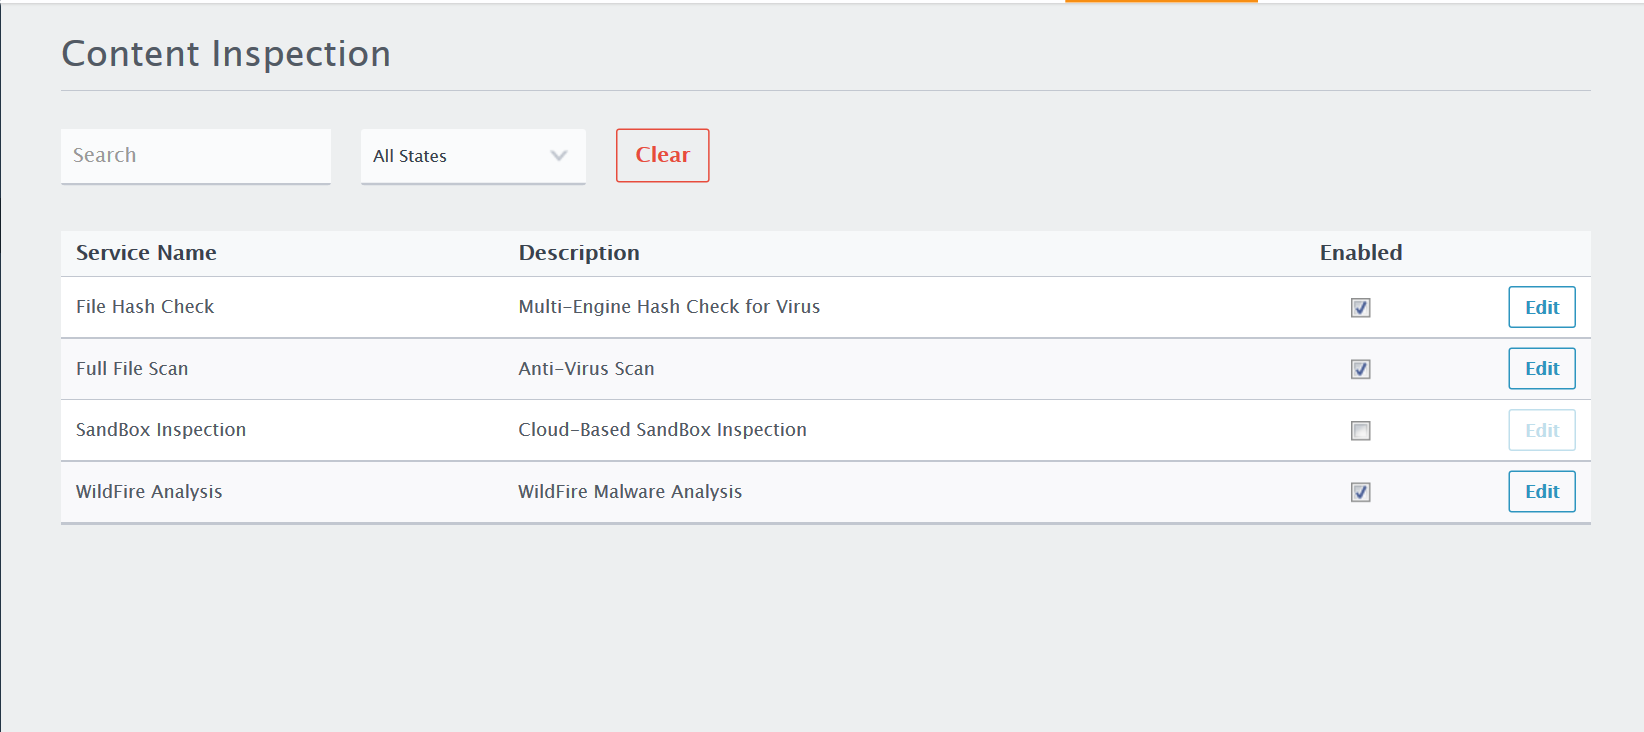 Content Inspection
Search
All States
Clear
Service Name Description Enabled
File Hash Check Multi-Engine Hash Check for Virus Edit
Full File Scan Anti-Virus Scan Edit
SandBox Inspection Cloud-Based SandBox Inspection Edit
WildFire Analysis WildFire Malware Analysis Edit